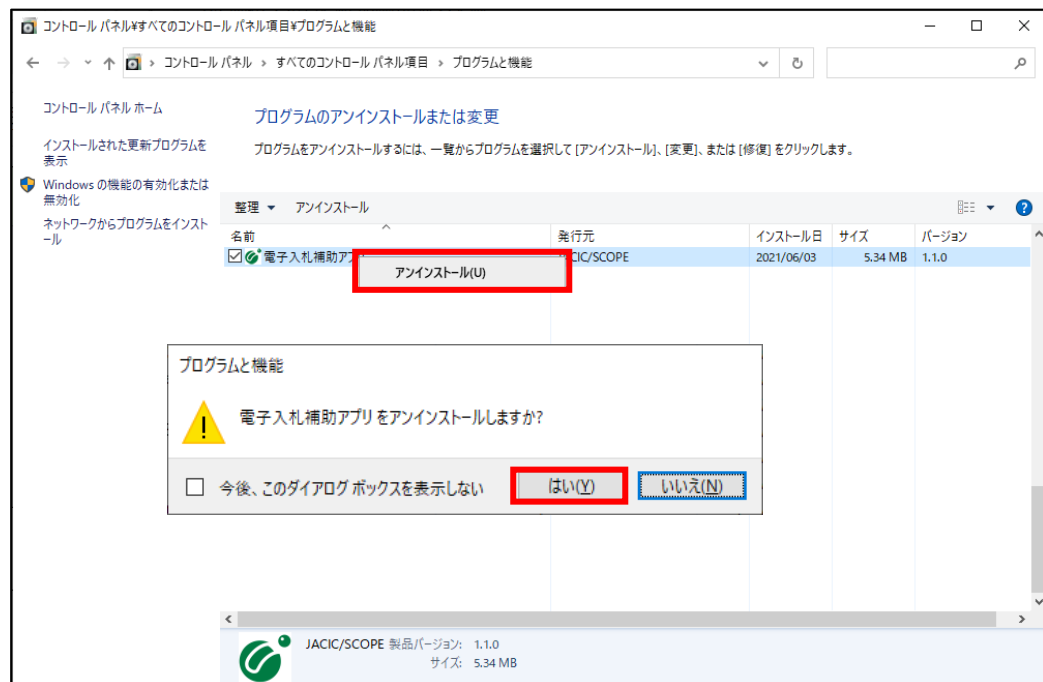 コントロール パネル¥すべてのコントロール パネル項目¥プログラムと機能
コントロール パネル › すべてのコントロール パネル項目 › プログラムと機能
コントロール パネル ホーム
インストールされた更新プログラムを
表示
Windows の機能の有効化または
無効化
ネットワークからプログラムをインスト
ール
プログラムのアンインストールまたは変更
プログラムをアンインストールするには、一覧からプログラムを選択して [アンインストール]、[変更]、または [修復] をクリックします。
整理 アンインストール
名前 発行元 インストール日 サイズ バージョン
電子入札補助ア CIC/SCOPE 2021/06/03 5.34 MB 1.1.0
アンインストール(U)
プログラムと機能
電子入札補助アプリ をアンインストールしますか?
今後、このダイアログ ボックスを表示しない はい(Y) いいえ(N)
JACIC/SCOPE 製品バージョン: 1.1.0
サイズ: 5.34 MB